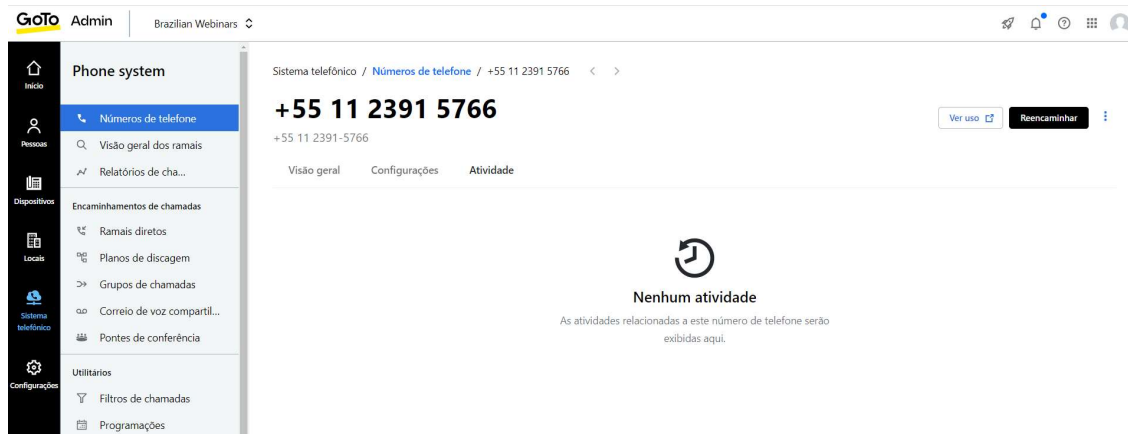 GoTo Admin Brazilian Webinars
Início
Pessoas
Dispositivos
Locais
Sistema
telefônico
Configurações
Phone system
Números de telefone
Visão geral dos ramais
Relatórios de cha...
Encaminhamentos de chamadas
Ramais diretos
Planos de discagem
Grupos de chamadas
Correio de voz compartil...
Pontes de conferência
Utilitários
Filtros de chamadas
Programações
Sistema telefônico / Números de telefone / +55 11 2391 5766 < >
+55 11 2391 5766
+55 11 2391-5766
Ver uso Reencaminhar
Visão geral Configurações Atividade
Nenhum atividade
As atividades relacionadas a este número de telefone serão
exibidas aqui.